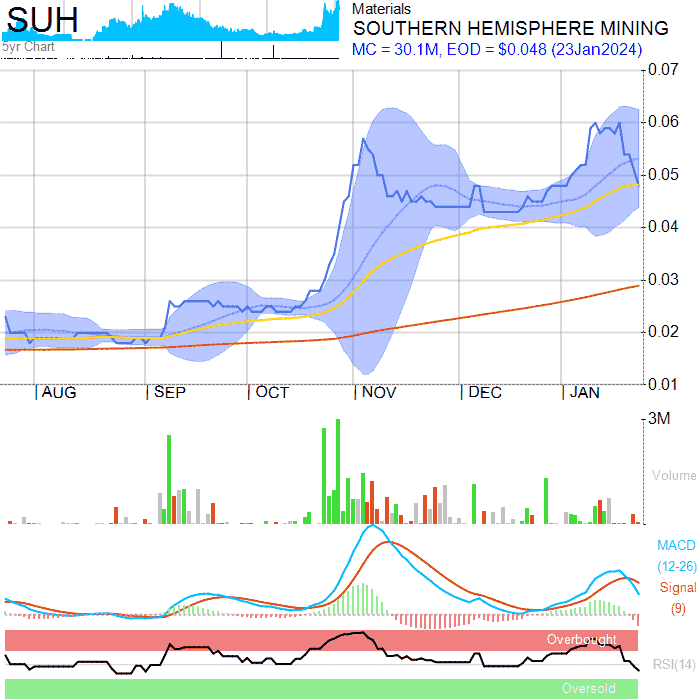 SUH
5yr Chart
Materials
SOUTHERN HEMISPHERE MINING
MC = 30.1M, EOD = $0.048 (23Jan2024)
0.07
0.06
0.05
0.04
0.03
0.02
0.01
AUG SEP OCT NOV DEC JAN
3M
Volume
MACD
(12-26)
Signal
(9)
Overbought
RSI(14)
Oversold